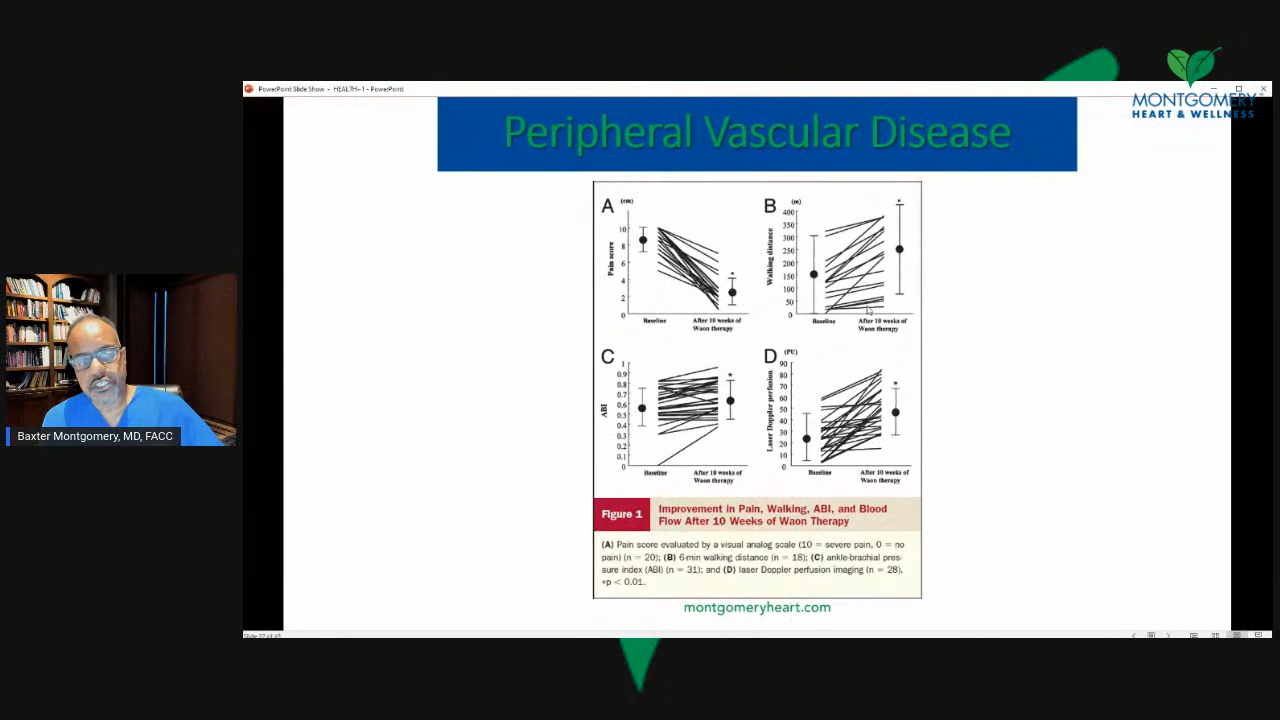 MONTGOMERY
HEART & WELLNESS
PowerPoint Slide Show - HEALTH~1 - PowerPoint
Peripheral Vascular Disease
A
(cm)
Pain score
10
8
6
4
2
0
*
Baseline
After 10 weeks of
Waon therapy
B
(m)
Walking distance
400
350
300
250
200
150
100
50
0
*
Baseline
After 10 weeks of
Waon therapy
C
ABI
1
0.9
0.8
0.7
0.6
0.5
0.4
0.3
0.2
0.1
0
*
Baseline
After 10 weeks of
Waon therapy
D
(PU)
Laser Doppler perfusion
90
80
70
60
50
40
30
20
10
0
*
Baseline
After 10 weeks of
Waon therapy
Figure 1
Improvement in Pain, Walking, ABI, and Blood
Flow After 10 Weeks of Waon Therapy
(A) Pain score evaluated by a visual analog scale (10 = severe pain, 0 = no
pain) (n = 20); (B) 6-min walking distance (n = 18); (C) ankle-brachial pres-
sure index (ABI) (n = 31); and (D) laser Doppler perfusion imaging (n = 28).
*p < 0.01.
montgomeryheart.com
Baxter Montgomery, MD, FACC